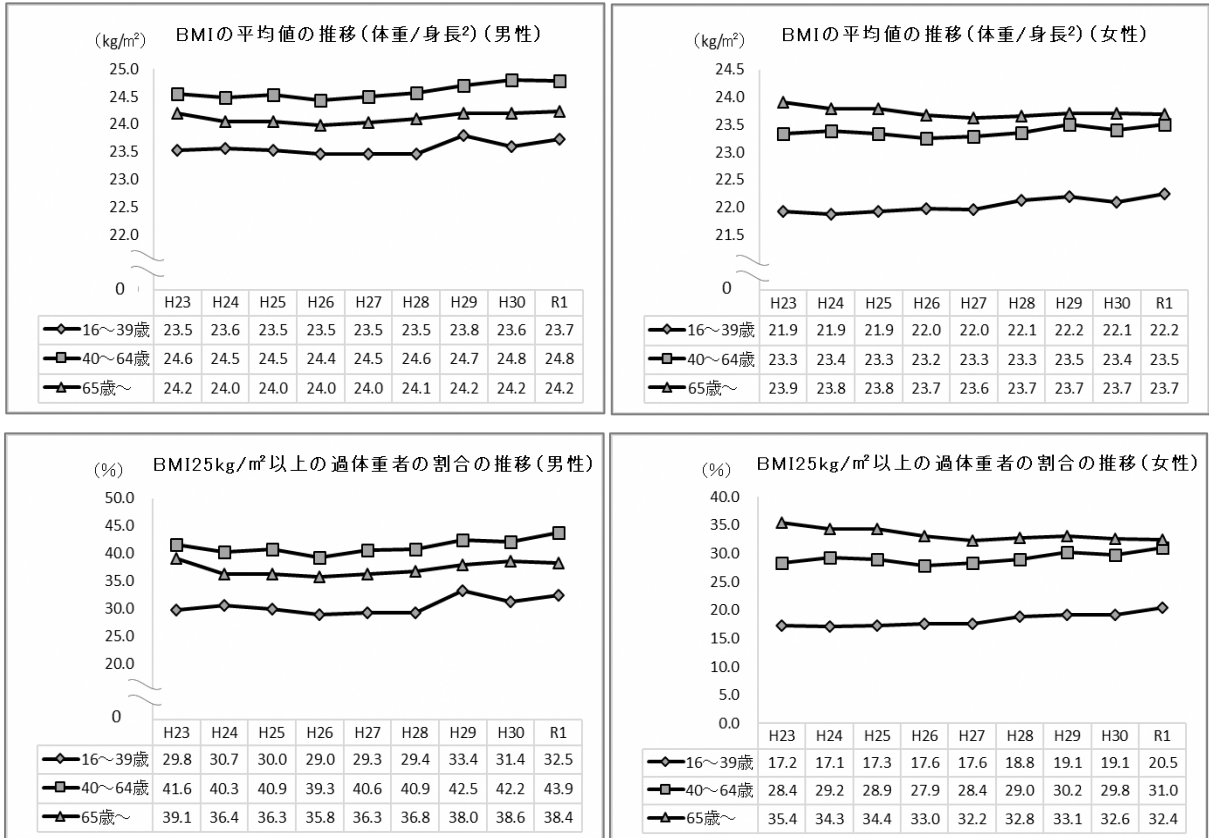 BMIの平均値の推移(体重/身長²)(男性)
(kg/㎡)
25.0
24.5
24.0
23.5
23.0
22.5
22.0
0
H23 H24 H25 H26 H27 H28 H29 H30 R1
16～39歳 23.5 23.6 23.5 23.5 23.5 23.5 23.8 23.6 23.7
40～64歳 24.6 24.5 24.5 24.4 24.5 24.6 24.7 24.8 24.8
65歳～ 24.2 24.0 24.0 24.0 24.0 24.1 24.2 24.2 24.2
BMIの平均値の推移(体重/身長²)(女性)
(kg/㎡)
24.5
24.0
23.5
23.0
22.5
22.0
21.5
0
H23 H24 H25 H26 H27 H28 H29 H30 R1
16～39歳 21.9 21.9 21.9 22.0 22.0 22.1 22.2 22.1 22.2
40～64歳 23.3 23.4 23.3 23.2 23.3 23.3 23.5 23.4 23.5
65歳～ 23.9 23.8 23.8 23.7 23.6 23.7 23.7 23.7 23.7
BMI25kg/㎡以上の過体重者の割合の推移(男性)
(%)
50.0
45.0
40.0
35.0
30.0
25.0
20.0
0
H23 H24 H25 H26 H27 H28 H29 H30 R1
16～39歳 29.8 30.7 30.0 29.0 29.3 29.4 33.4 31.4 32.5
40～64歳 41.6 40.3 40.9 39.3 40.6 40.9 42.5 42.2 43.9
65歳～ 39.1 36.4 36.3 35.8 36.3 36.8 38.0 38.6 38.4
BMI25kg/㎡以上の過体重者の割合の推移(女性)
(%)
40.0
35.0
30.0
25.0
20.0
15.0
10.0
5.0
0.0
H23 H24 H25 H26 H27 H28 H29 H30 R1
16～39歳 17.2 17.1 17.3 17.6 17.6 18.8 19.1 19.1 20.5
40～64歳 28.4 29.2 28.9 27.9 28.4 29.0 30.2 29.8 31.0
65歳～ 35.4 34.3 34.4 33.0 32.2 32.8 33.1 32.6 32.4